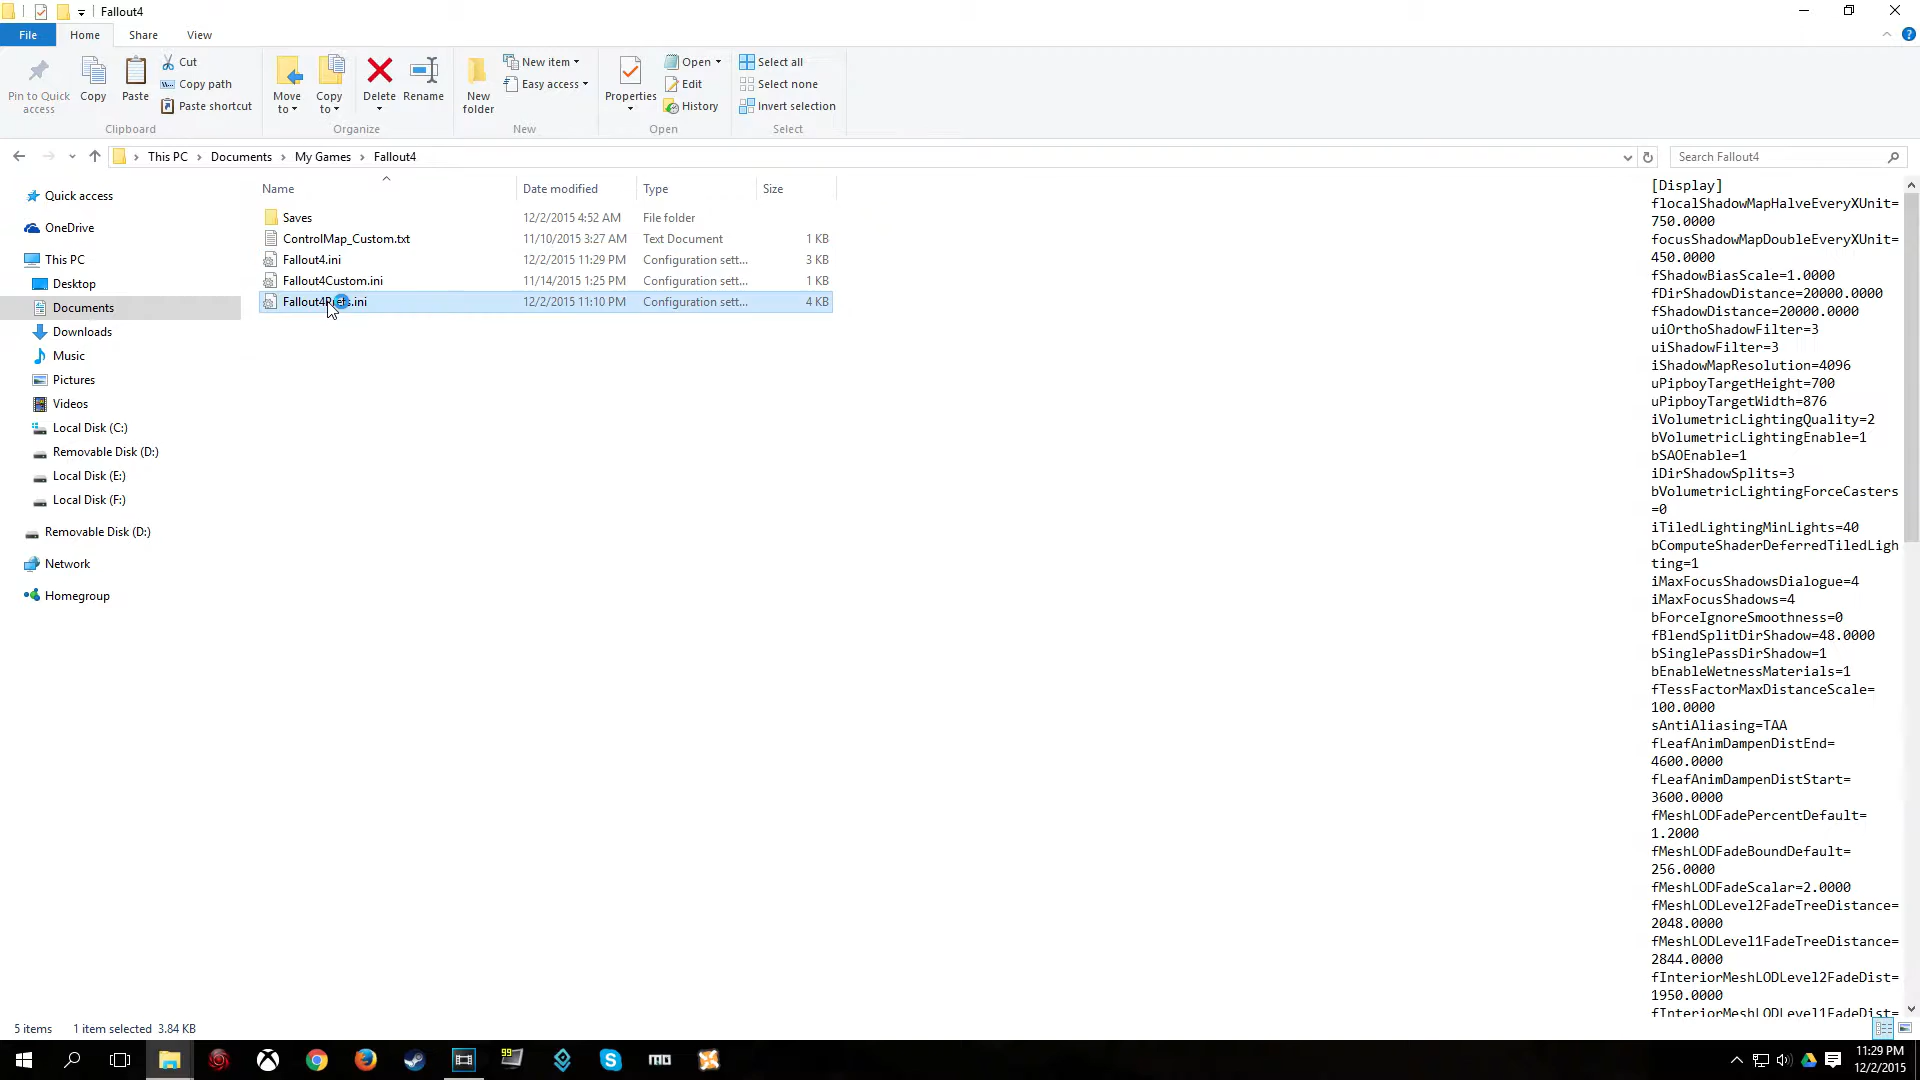 Fallout4
File Home Share View
Pin to Quick access
Copy
Paste
Cut
Copy path
Paste shortcut
Clipboard
Move to
Copy to
Delete
Rename
Organize
New folder
New item
Easy access
New
Properties
Open
Edit
History
Open
Select all
Select none
Invert selection
Select
This PC > Documents > My Games > Fallout4
Search Fallout4
Quick access
OneDrive
This PC
Desktop
Documents
Downloads
Music
Pictures
Videos
Local Disk (C:)
Removable Disk (D:)
Local Disk (E:)
Local Disk (F:)
Removable Disk (D:)
Network
Homegroup
Name Date modified Type Size
Saves 12/2/2015 4:52 AM File folder
ControlMap_Custom.txt 11/10/2015 3:27 AM Text Document 1 KB
Fallout4.ini 12/2/2015 11:29 PM Configuration sett... 3 KB
Fallout4Custom.ini 11/14/2015 1:25 PM Configuration sett... 1 KB
Fallout4Prefs.ini 12/2/2015 11:10 PM Configuration sett... 4 KB
[Display]
flocalShadowMapHalveEveryXUnit=
750.0000
focusShadowMapDoubleEveryXUnit=
450.0000
fShadowBiasScale=1.0000
fDirShadowDistance=20000.0000
fShadowDistance=20000.0000
uiOrthoShadowFilter=3
uiShadowFilter=3
iShadowMapResolution=4096
uPipboyTargetHeight=700
uPipboyTargetWidth=876
iVolumetricLightingQuality=2
bVolumetricLightingEnable=1
bSAOEnable=1
iDirShadowSplits=3
bVolumetricLightingForceCasters
=0
iTiledLightingMinLights=40
bComputeShaderDeferredTiledLigh
ting=1
iMaxFocusShadowsDialogue=4
iMaxFocusShadows=4
bForceIgnoreSmoothness=0
fBlendSplitDirShadow=48.0000
bSinglePassDirShadow=1
bEnableWetnessMaterials=1
fTessFactorMaxDistanceScale=
100.0000
sAntiAliasing=TAA
fLeafAnimDampenDistEnd=
4600.0000
fLeafAnimDampenDistStart=
3600.0000
fMeshLODFadePercentDefault=
1.2000
fMeshLODFadeBoundDefault=
256.0000
fMeshLODFadeScalar=2.0000
fMeshLODLevel2FadeTreeDistance=
2048.0000
fMeshLODLevel1FadeTreeDistance=
2844.0000
fInteriorMeshLODLevel2FadeDist=
1950.0000
fInteriorMeshLODLevel1FadeDist=
5 items 1 item selected 3.84 KB
99
mo
11:29 PM
12/2/2015